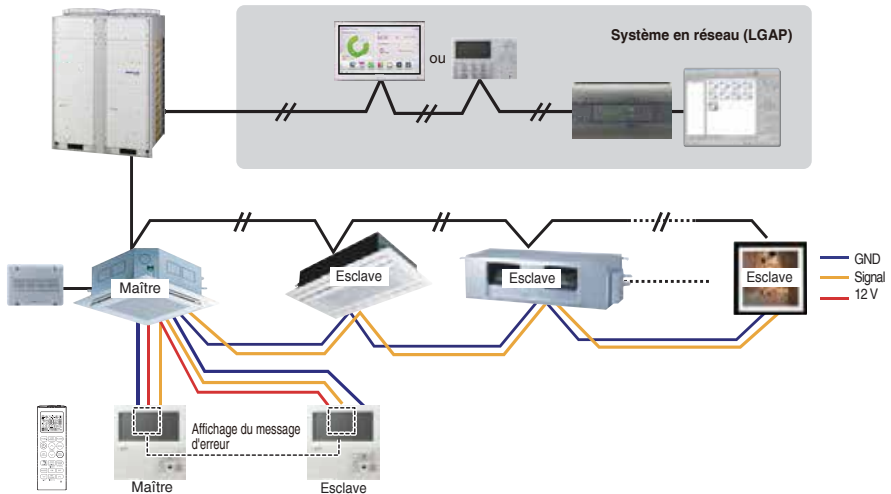 Système en réseau (LGAP)
ou
Maître
Esclave
Esclave
Esclave
GND
Signal
12 V
Affichage du message
d'erreur
Maître
Esclave